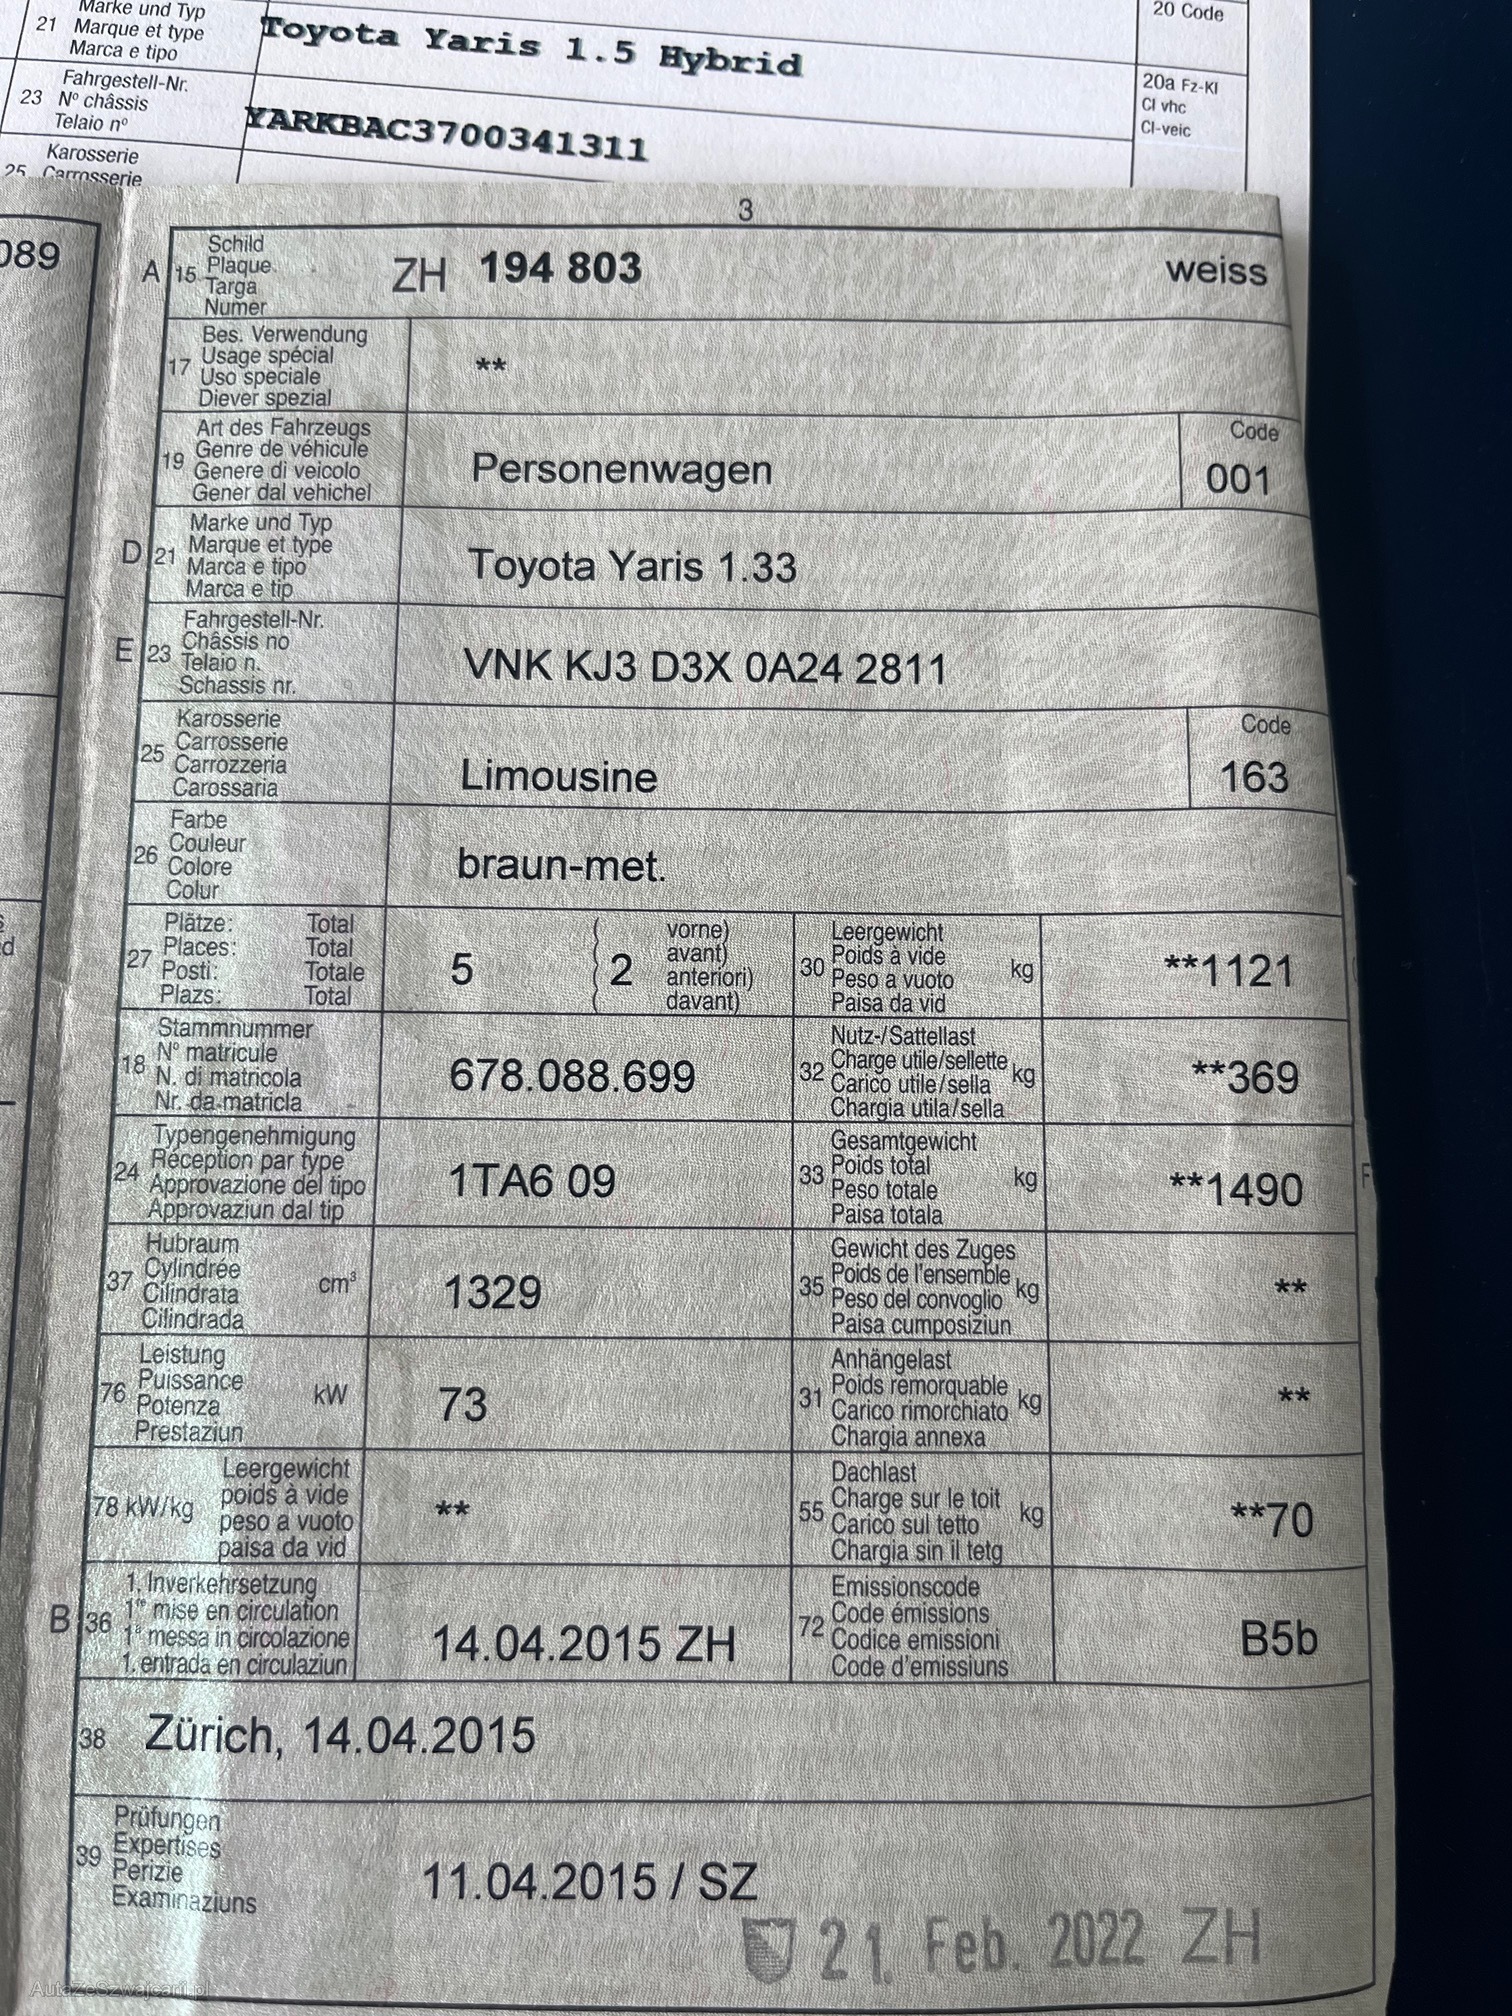 Marke und Typ
21 Marque et type
Marca e tipo
Toyota Yaris 1.5 Hybrid
20 Code
Fahrgestell-Nr.
23 Nº châssis
Telaio nº
YARKBAC3700341311
20a Fz-Kl
Cl vhc
Cl-veic
Karosserie
25 Carrosserie
3
089
A 15 Schild
Plaque
Targa
Numer
ZH 194 803 weiss
17 Bes. Verwendung
Usage spécial
Uso speciale
Diever spezial
**
19 Art des Fahrzeugs
Genre de véhicule
Genere di veicolo
Gener dal vehichel
Personenwagen
Code
001
D 21 Marke und Typ
Marque et type
Marca e tipo
Marca e tip
Toyota Yaris 1.33
E 23 Fahrgestell-Nr.
Châssis no
Telaio n.
Schassis nr.
VNK KJ3 D3X 0A24 2811
25 Karosserie
Carrosserie
Carrozzeria
Carossaria
Limousine
Code
163
26 Farbe
Couleur
Colore
Colur
braun-met.
27 Plätze: Total
Places: Total
Posti: Totale
Plazs: Total
5 2
vorne)
avant)
anteriori)
davant)
30 Leergewicht
Poids à vide
Peso a vuoto
Paisa da vid
kg **1121
18 Stammnummer
N° matricule
N. di matricola
Nr. da matricla
678.088.699
32 Nutz-/Sattellast
Charge utile/sellette
Carico utile/sella
Chargia utila/sella
kg **369
24 Typengenehmigung
Réception par type
Approvazione del tipo
Approvaziun dal tip
1TA6 09
33 Gesamtgewicht
Poids total
Peso totale
Paisa totala
kg **1490
F
37 Hubraum
Cylindrée
Cilindrata
Cilindrada
cm³ 1329
35 Gewicht des Zuges
Poids de l'ensemble
Peso del convoglio
Paisa cumposiziun
kg **
76 Leistung
Puissance
Potenza
Prestaziun
kW 73
31 Anhängelast
Poids remorquable
Carico rimorchiato
Chargia annexa
kg **
78 kW/kg Leergewicht
poids à vide
peso a vuoto
paisa da vid
**
55 Dachlast
Charge sur le toit
Carico sul tetto
Chargia sin il tetg
kg **70
B 36 1. Inverkehrsetzung
1re mise en circulation
1a messa in circolazione
1. entrada en circulaziun
14.04.2015 ZH
72 Emissionscode
Code émissions
Codice emissioni
Code d'emissiuns
B5b
38 Zürich, 14.04.2015
39 Prüfungen
Expertises
Perizie
Examinaziuns
11.04.2015 / SZ
21. Feb. 2022 ZH
AutaZeSzwajcarii.pl